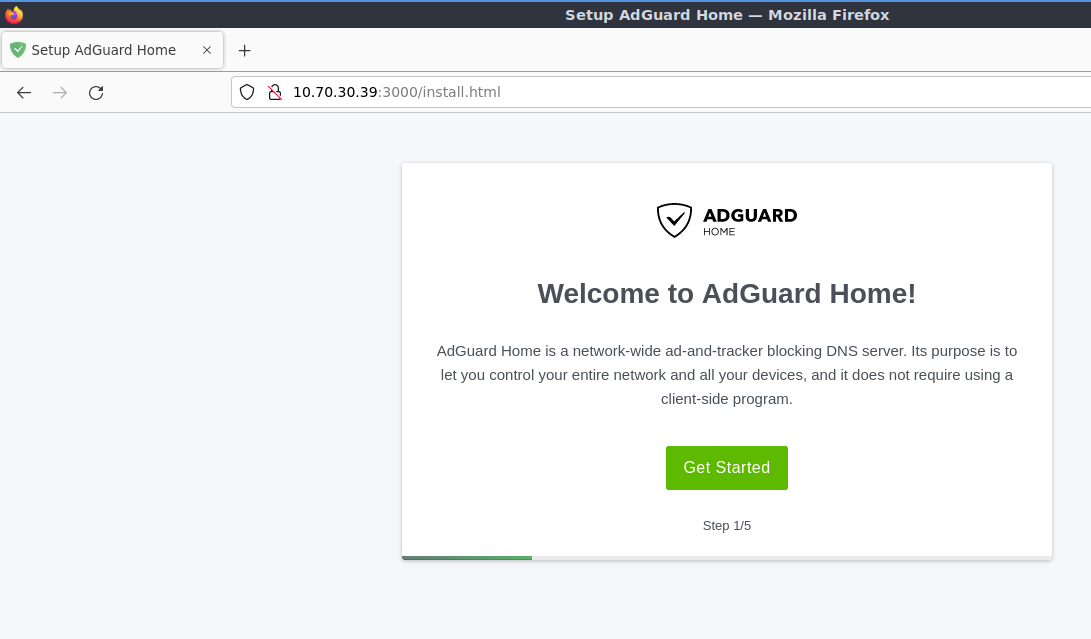 Setup AdGuard Home — Mozilla Firefox
Setup AdGuard Home
10.70.30.39:3000/install.html
ADGUARD
HOME
Welcome to AdGuard Home!
AdGuard Home is a network-wide ad-and-tracker blocking DNS server. Its purpose is to
let you control your entire network and all your devices, and it does not require using a
client-side program.
Get Started
Step 1/5